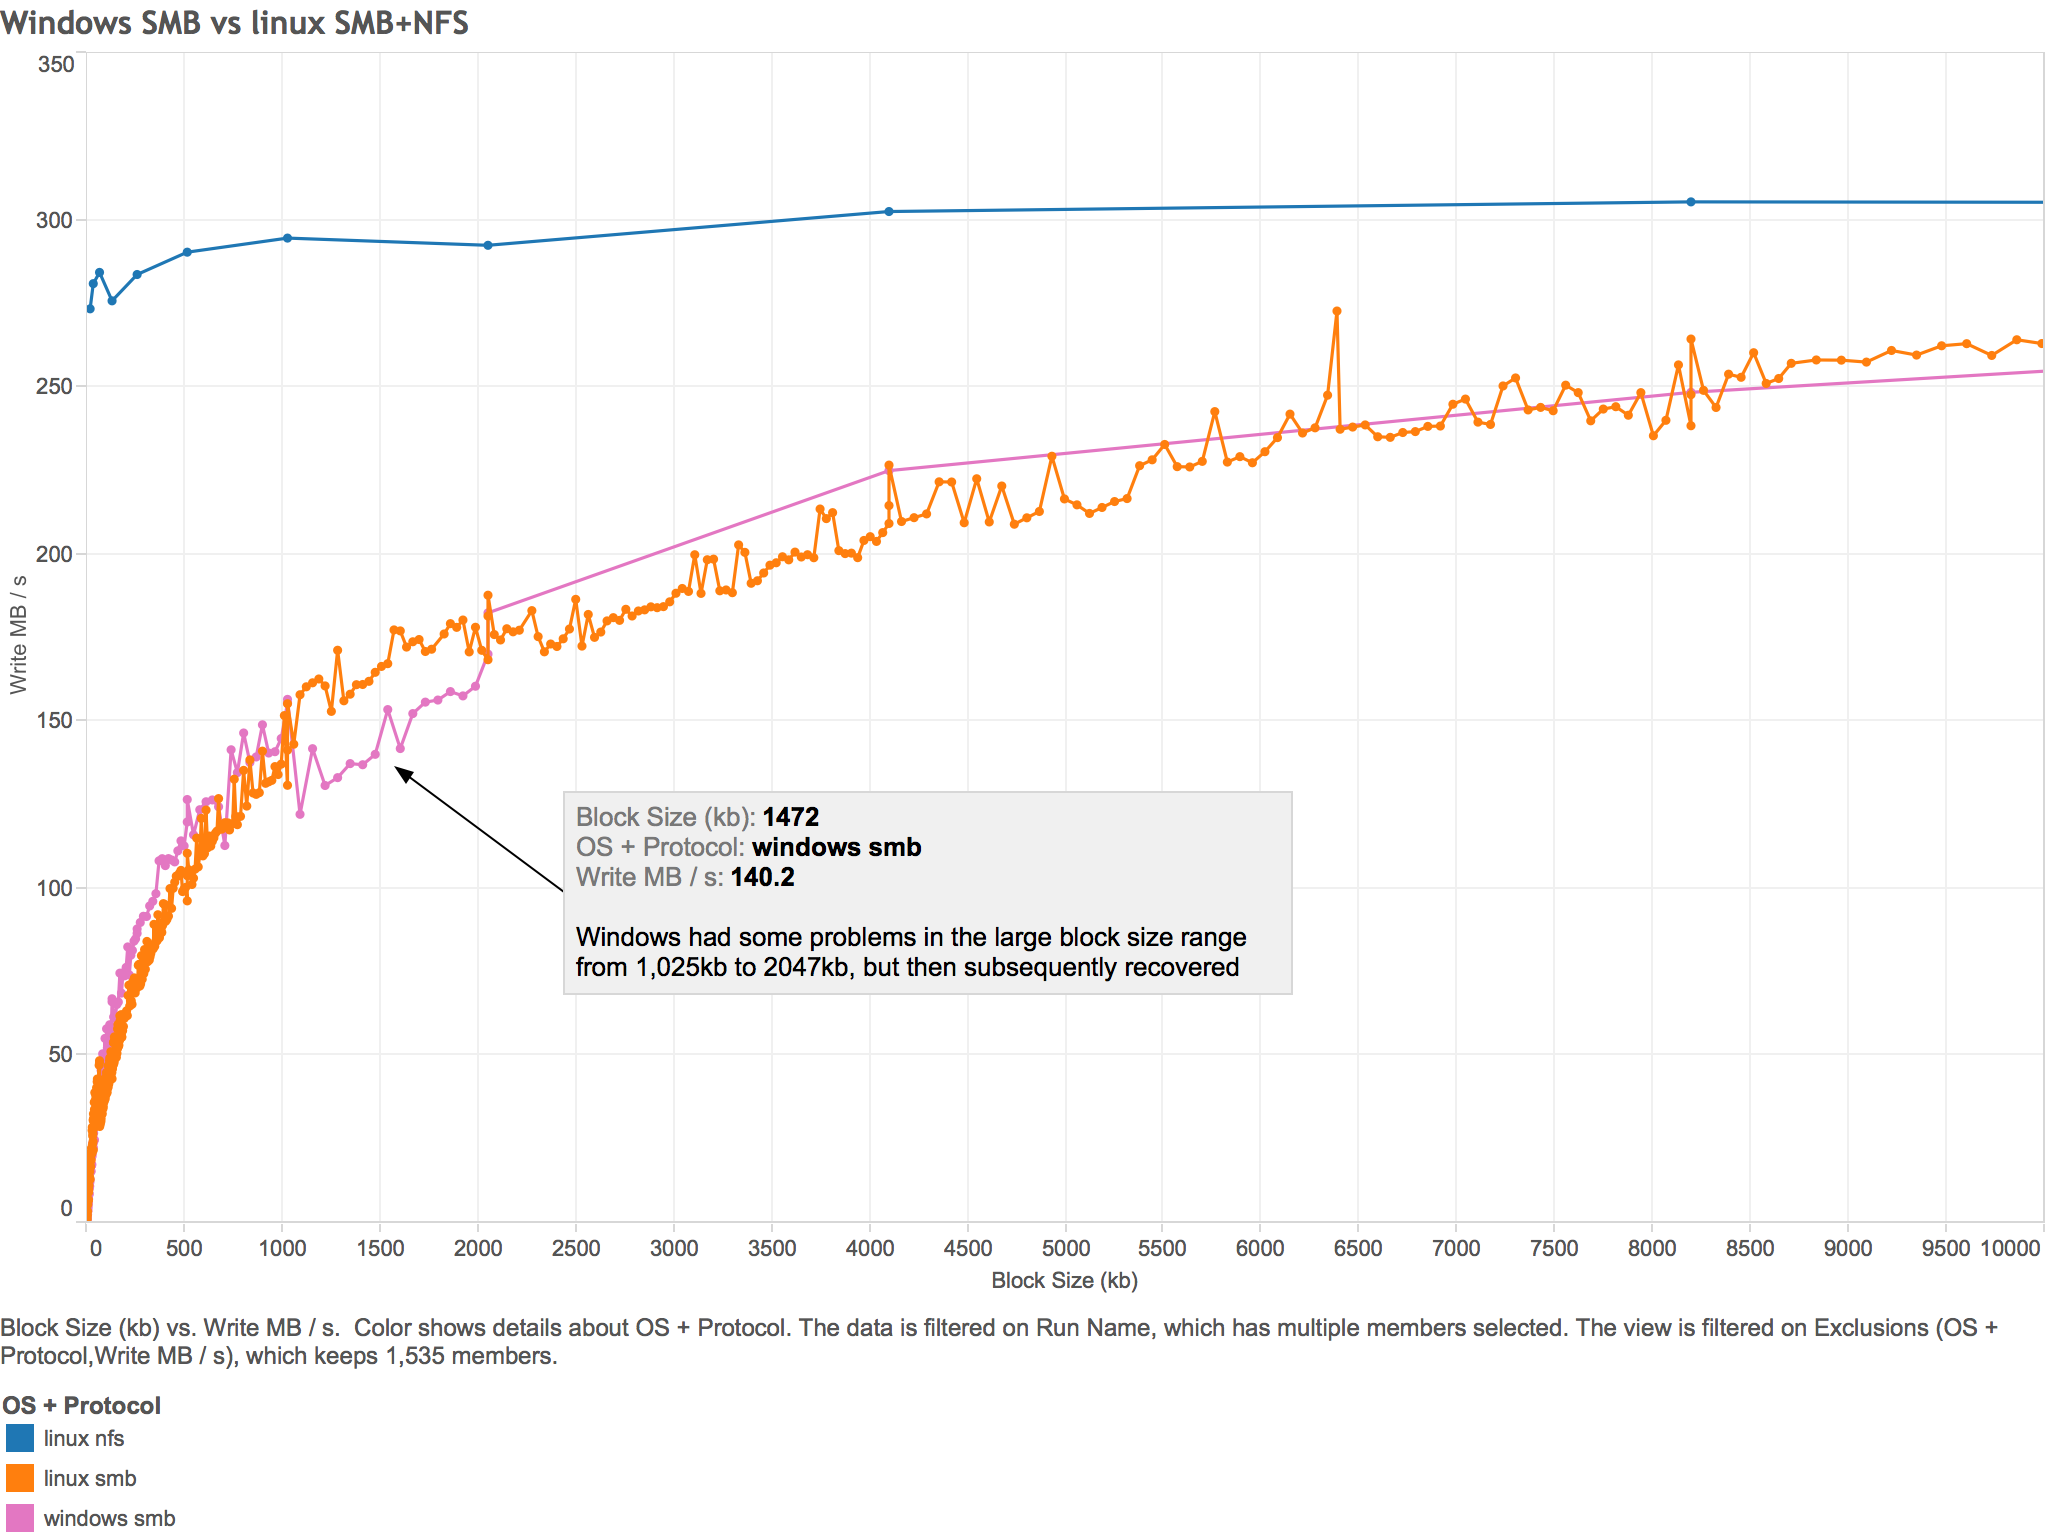 Windows SMB vs linux SMB+NFS
350
300
250
200
150
100
50
0
Write MB / s
Block Size (kb): 1472
OS + Protocol: windows smb
Write MB / s: 140.2
Windows had some problems in the large block size range
from 1,025kb to 2047kb, but then subsequently recovered
0 500 1000 1500 2000 2500 3000 3500 4000 4500 5000 5500 6000 6500 7000 7500 8000 8500 9000 9500 10000
Block Size (kb)
Block Size (kb) vs. Write MB / s.  Color shows details about OS + Protocol. The data is filtered on Run Name, which has multiple members selected. The view is filtered on Exclusions (OS +
Protocol,Write MB / s), which keeps 1,535 members.
OS + Protocol
linux nfs
linux smb
windows smb